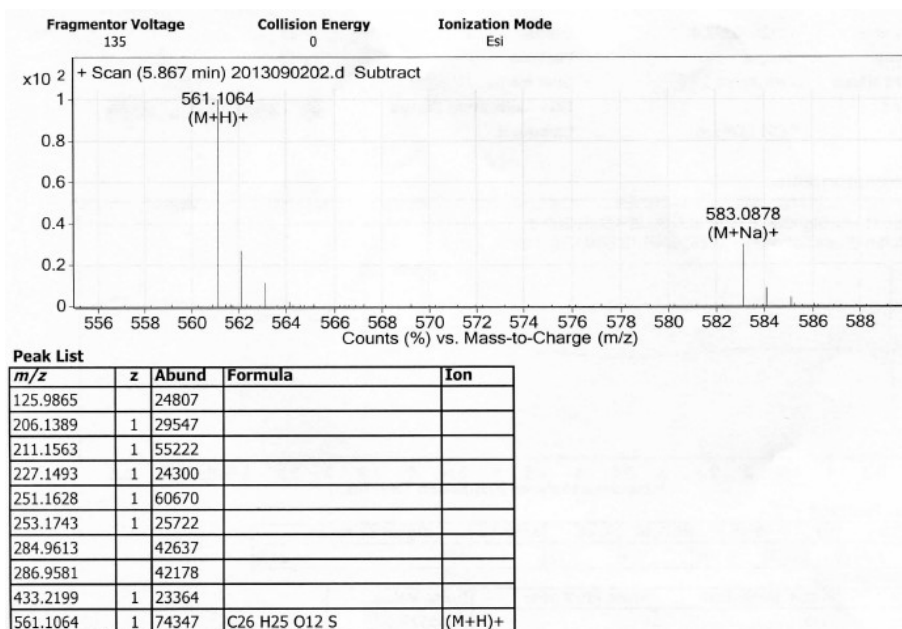 Fragmentor Voltage Collision Energy Ionization Mode
135 0 Esi
x10 2 + Scan (5.867 min) 2013090202.d Subtract
1 561.1064
(M+H)+
0.8
0.6
0.4 583.0878
(M+Na)+
0.2
0
556 558 560 562 564 566 568 570 572 574 576 578 580 582 584 586 588
Counts (%) vs. Mass-to-Charge (m/z)
Peak List
m/z z Abund Formula Ion
125.9865 24807
206.1389 1 29547
211.1563 1 55222
227.1493 1 24300
251.1628 1 60670
253.1743 1 25722
284.9613 42637
286.9581 42178
433.2199 1 23364
561.1064 1 74347 C26 H25 O12 S (M+H)+